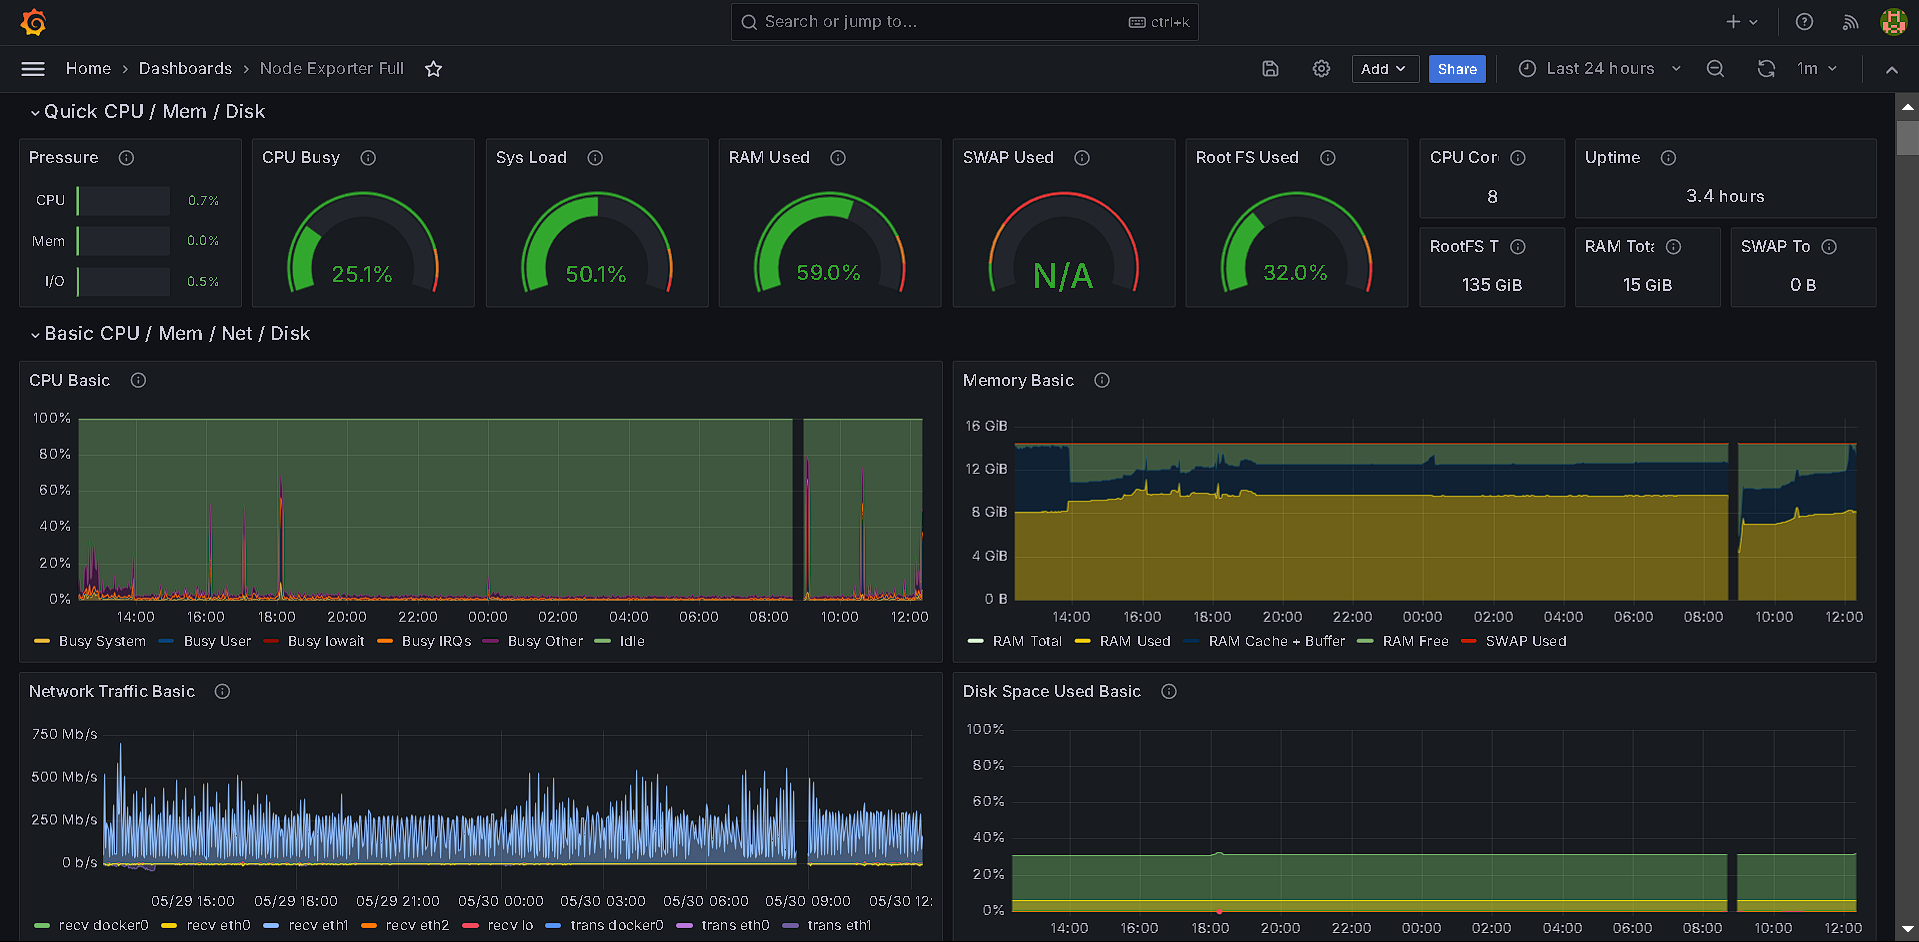 Search or jump to...
ctrl+k
Home › Dashboards › Node Exporter Full
Add
Share
Last 24 hours
1m
Quick CPU / Mem / Disk
Pressure
CPU 0.7%
Mem 0.0%
I/O 0.5%
CPU Busy
25.1%
Sys Load
50.1%
RAM Used
59.0%
SWAP Used
N/A
Root FS Used
32.0%
CPU Cor
8
Uptime
3.4 hours
RootFS T
135 GiB
RAM Tota
15 GiB
SWAP To
0 B
Basic CPU / Mem / Net / Disk
CPU Basic
100%
80%
60%
40%
20%
0%
14:00 16:00 18:00 20:00 22:00 00:00 02:00 04:00 06:00 08:00 10:00 12:00
Busy System Busy User Busy Iowait Busy IRQs Busy Other Idle
Memory Basic
16 GiB
12 GiB
8 GiB
4 GiB
0 B
14:00 16:00 18:00 20:00 22:00 00:00 02:00 04:00 06:00 08:00 10:00 12:00
RAM Total RAM Used RAM Cache + Buffer RAM Free SWAP Used
Network Traffic Basic
750 Mb/s
500 Mb/s
250 Mb/s
0 b/s
05/29 15:00 05/29 18:00 05/29 21:00 05/30 00:00 05/30 03:00 05/30 06:00 05/30 09:00 05/30 12:
recv docker0 recv eth0 recv eth1 recv eth2 recv lo trans docker0 trans eth0 trans eth1
Disk Space Used Basic
100%
80%
60%
40%
20%
0%
14:00 16:00 18:00 20:00 22:00 00:00 02:00 04:00 06:00 08:00 10:00 12:00